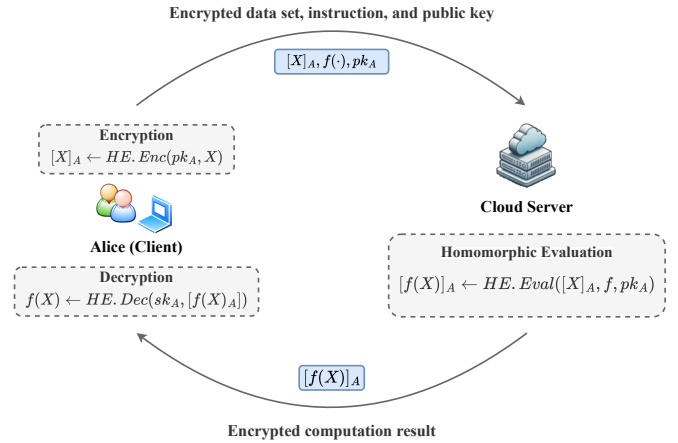 Encrypted data set, instruction, and public key
[X]_A, f(·), pk_A
Encryption
[X]_A ← HE.Enc(pk_A, X)
Alice (Client)
Decryption
f(X) ← HE.Dec(sk_A, [f(X)_A])
Cloud Server
Homomorphic Evaluation
[f(X)]_A ← HE.Eval([X]_A, f, pk_A)
[f(X)]_A
Encrypted computation result